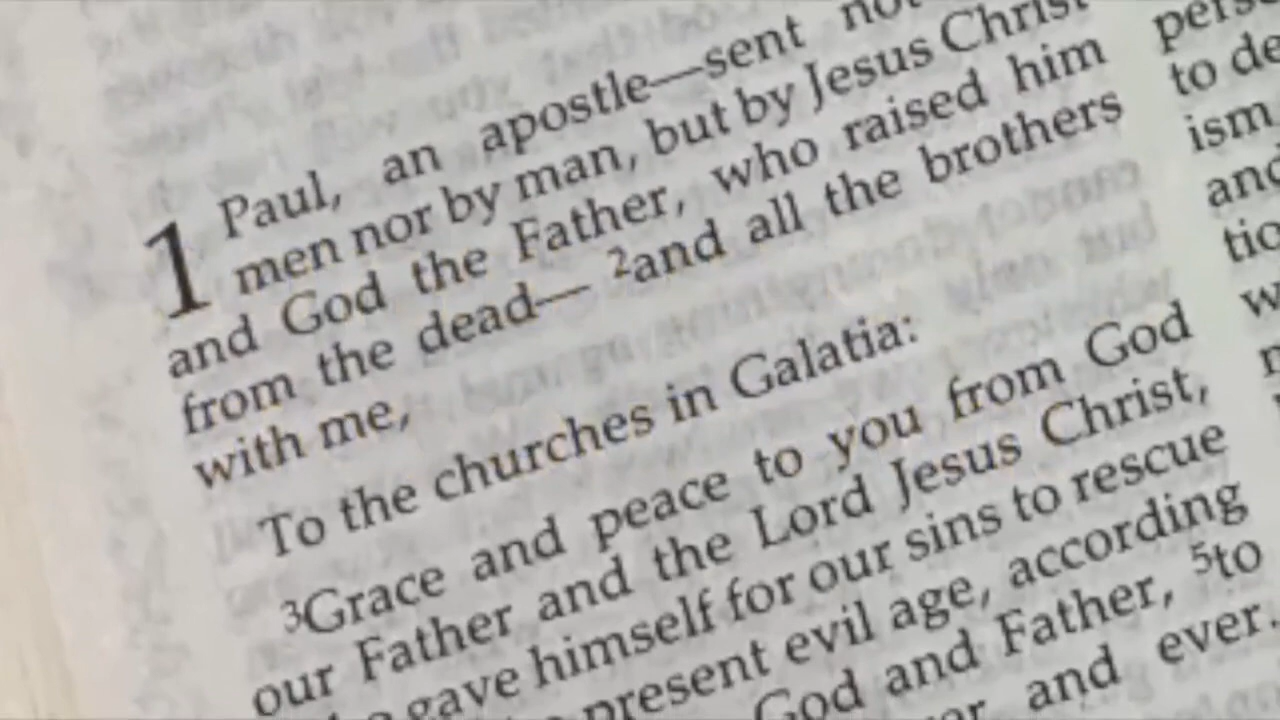 1 Paul, an apostle—sent
men nor by man, but by Jesus Christ
and God the Father, who raised him
from the dead— 2and all the brothers
with me,
To the churches in Galatia:
3Grace and peace to you from God
our Father and the Lord Jesus Christ,
gave himself for our sins to rescue
present evil age, according
God and Father, 5to
and ever.
to de
ism
and
tio